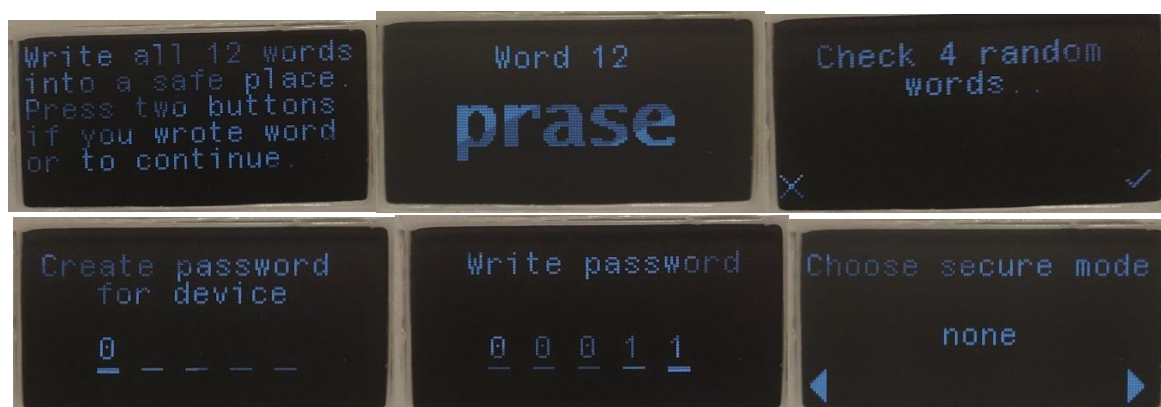 Write all 12 words
into a safe place.
Press two buttons
if you wrote word
or to continue.
Word 12
prase
Check 4 random
words..
Create password
for device
0 _ _ _ _
Write password
0 0 0 1 1
Choose secure mode
none